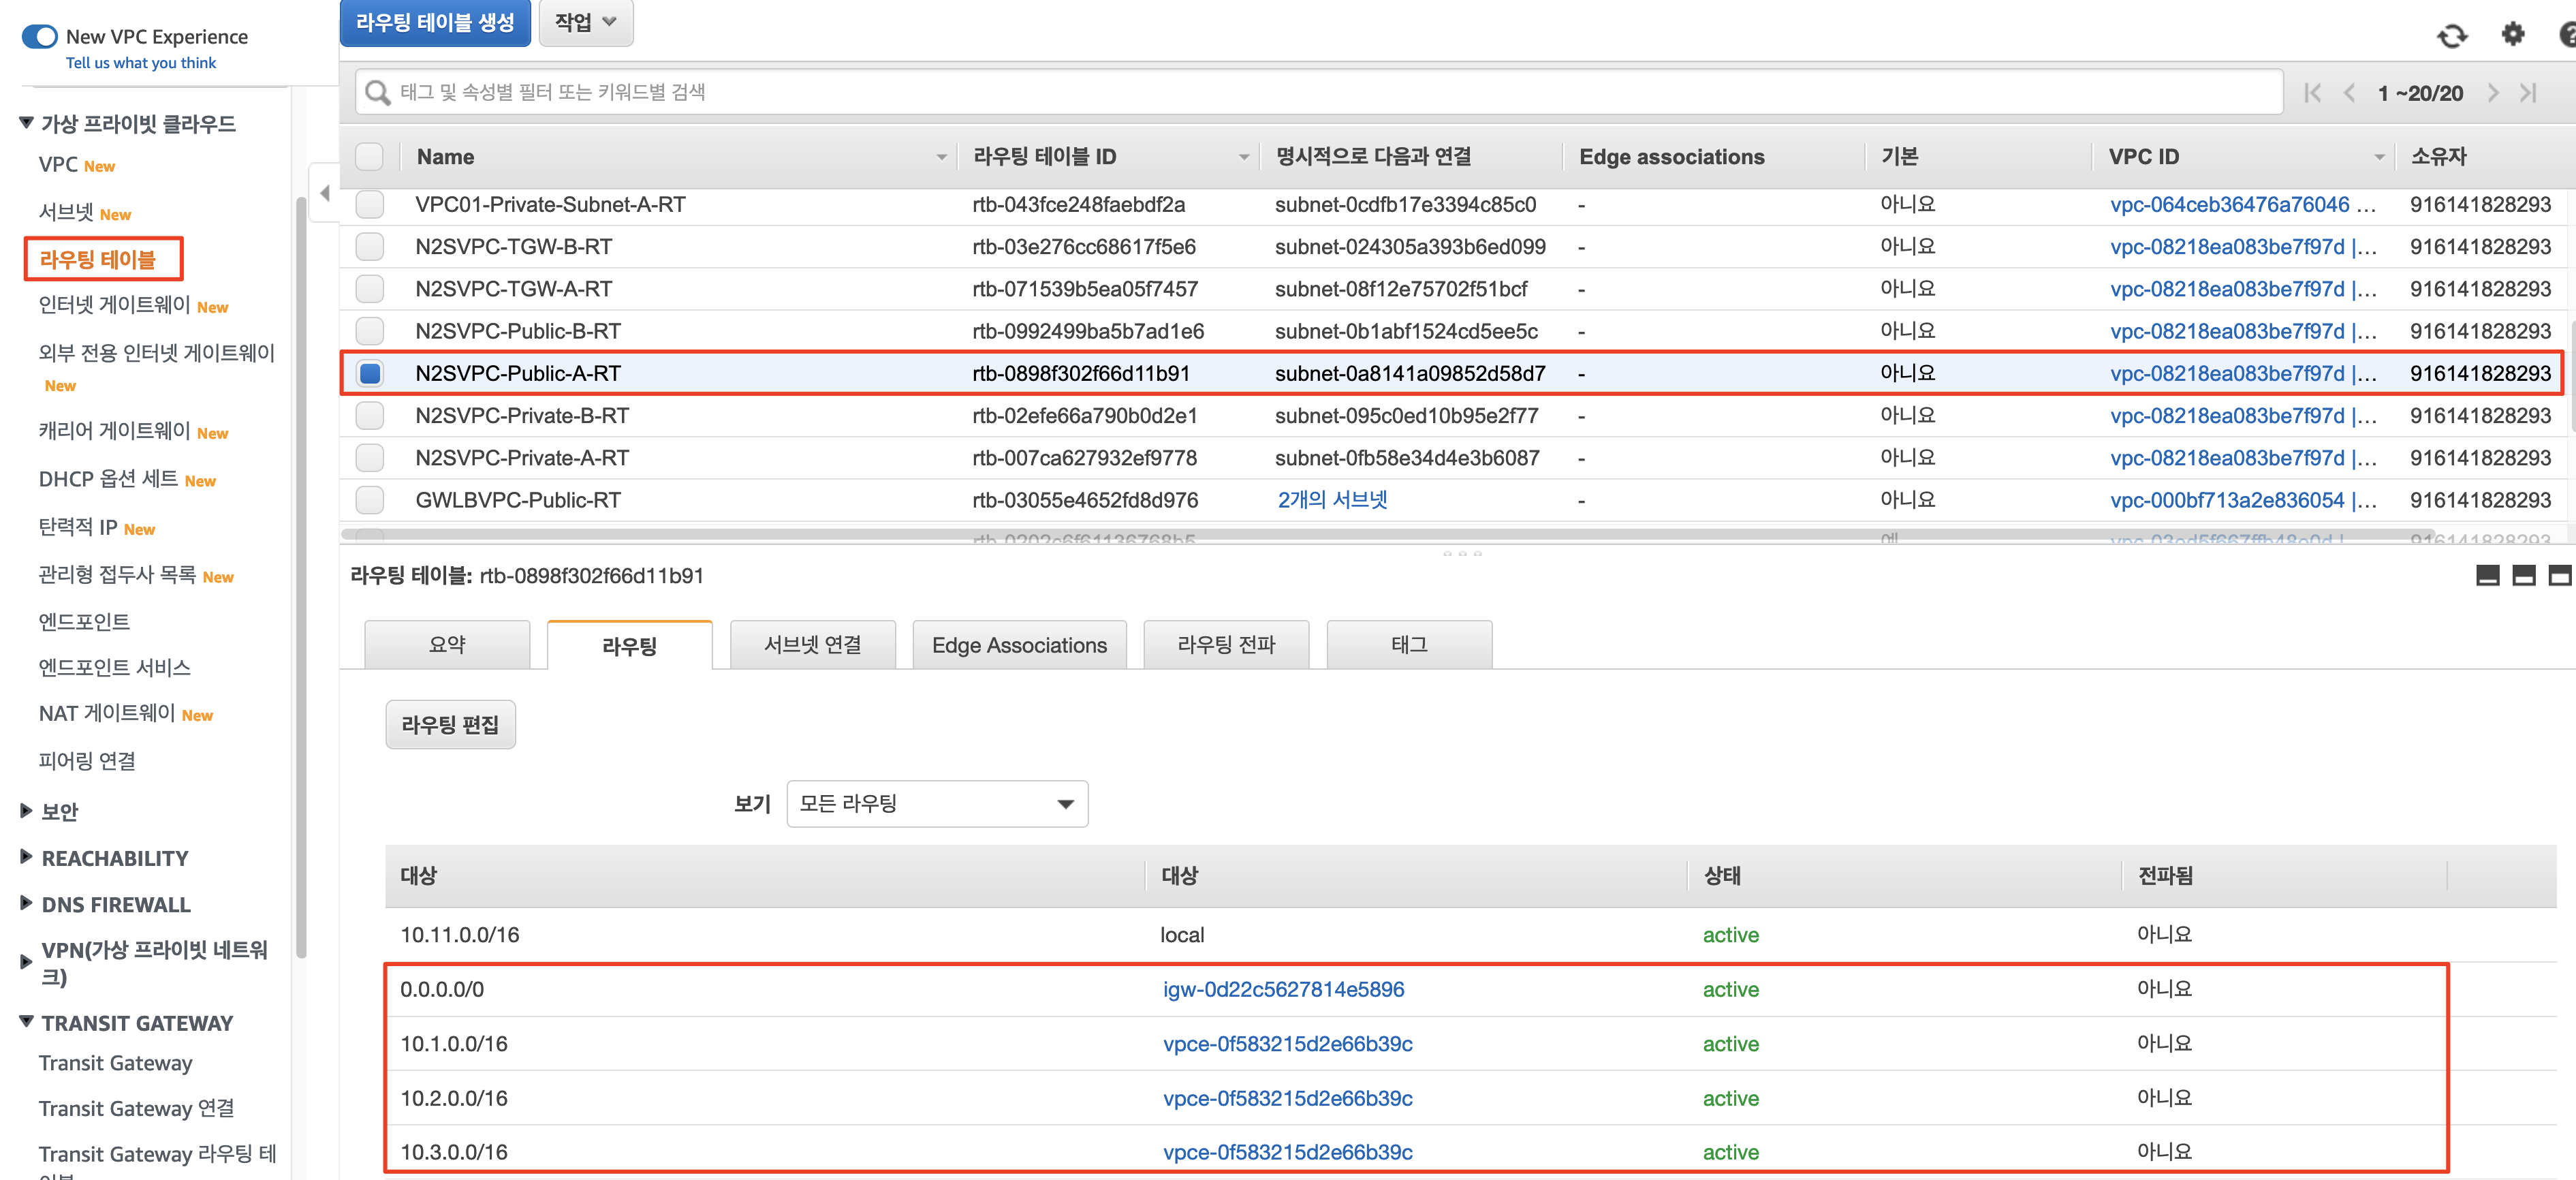 New VPC Experience
Tell us what you think
가상 프라이빗 클라우드
VPC New
서브넷 New
라우팅 테이블
인터넷 게이트웨이 New
외부 전용 인터넷 게이트웨이
New
캐리어 게이트웨이 New
DHCP 옵션 세트 New
탄력적 IP New
관리형 접두사 목록 New
엔드포인트
엔드포인트 서비스
NAT 게이트웨이 New
피어링 연결
보안
REACHABILITY
DNS FIREWALL
VPN(가상 프라이빗 네트워
크)
TRANSIT GATEWAY
Transit Gateway
Transit Gateway 연결
Transit Gateway 라우팅 테
라우팅 테이블 생성 작업
태그 및 속성별 필터 또는 키워드별 검색 1 ~20/20
Name 라우팅 테이블 ID 명시적으로 다음과 연결 Edge associations 기본 VPC ID 소유자
VPC01-Private-Subnet-A-RT rtb-043fce248faebdf2a subnet-0cdfb17e3394c85c0 - 아니요 vpc-064ceb36476a76046 ... 916141828293
N2SVPC-TGW-B-RT rtb-03e276cc68617f5e6 subnet-024305a393b6ed099 - 아니요 vpc-08218ea083be7f97d |... 916141828293
N2SVPC-TGW-A-RT rtb-071539b5ea05f7457 subnet-08f12e75702f51bcf - 아니요 vpc-08218ea083be7f97d |... 916141828293
N2SVPC-Public-B-RT rtb-0992499ba5b7ad1e6 subnet-0b1abf1524cd5ee5c - 아니요 vpc-08218ea083be7f97d |... 916141828293
N2SVPC-Public-A-RT rtb-0898f302f66d11b91 subnet-0a8141a09852d58d7 - 아니요 vpc-08218ea083be7f97d |... 916141828293
N2SVPC-Private-B-RT rtb-02efe66a790b0d2e1 subnet-095c0ed10b95e2f77 - 아니요 vpc-08218ea083be7f97d |... 916141828293
N2SVPC-Private-A-RT rtb-007ca627932ef9778 subnet-0fb58e34d4e3b6087 - 아니요 vpc-08218ea083be7f97d |... 916141828293
GWLBVPC-Public-RT rtb-03055e4652fd8d976 2개의 서브넷 - 아니요 vpc-000bf713a2e836054 |... 916141828293
라우팅 테이블: rtb-0898f302f66d11b91
요약 라우팅 서브넷 연결 Edge Associations 라우팅 전파 태그
라우팅 편집
보기 모든 라우팅
대상 대상 상태 전파됨
10.11.0.0/16 local active 아니요
0.0.0.0/0 igw-0d22c5627814e5896 active 아니요
10.1.0.0/16 vpce-0f583215d2e66b39c active 아니요
10.2.0.0/16 vpce-0f583215d2e66b39c active 아니요
10.3.0.0/16 vpce-0f583215d2e66b39c active 아니요